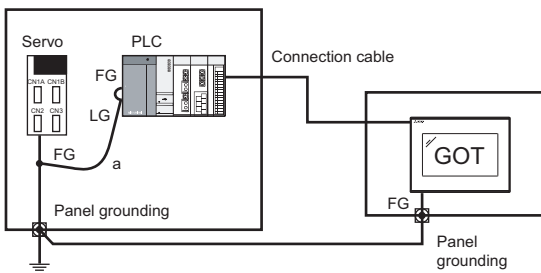 Servo
PLC
CN1A CN1B
CN2 CN3
FG
LG
FG
a
Connection cable
GOT
FG
Panel grounding
Panel
grounding